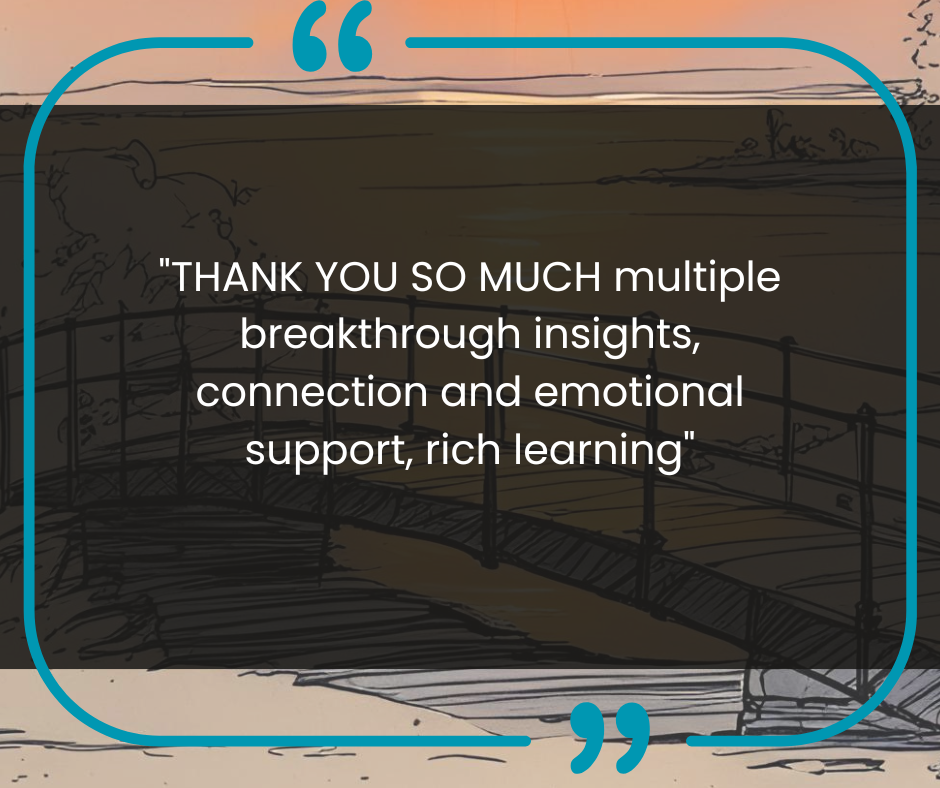 "THANK YOU SO MUCH multiple
breakthrough insights,
connection and emotional
support, rich learning"